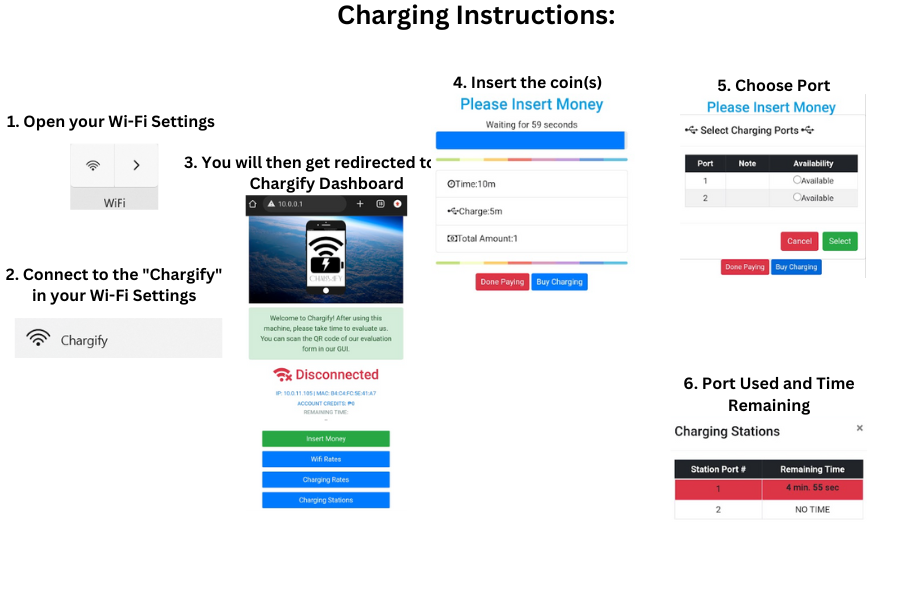 Charging Instructions:
1. Open your Wi-Fi Settings
WiFi
2. Connect to the "Chargify"
in your Wi-Fi Settings
Chargify
3. You will then get redirected to
Chargify Dashboard
10.0.0.1
CHARGIFY
Welcome to Chargify! After using this
machine, please take time to evaluate us.
You can scan the QR code of our evaluation
form in our GUI.
Disconnected
IP: 10.0.11.195 | MAC: B4:C4:FC:5E:41:A7
ACCOUNT CREDITS: ₱0
REMAINING TIME:
Insert Money
Wifi Rates
Charging Rates
Charging Stations
4. Insert the coin(s)
Please Insert Money
Waiting for 59 seconds
Time:10m
Charge:5m
Total Amount:1
Done Paying Buy Charging
5. Choose Port
Please Insert Money
Select Charging Ports
Port Note Availability
1 Available
2 Available
Cancel Select
Done Paying Buy Charging
6. Port Used and Time
Remaining
Charging Stations ×
Station Port # Remaining Time
1 4 min. 55 sec
2 NO TIME